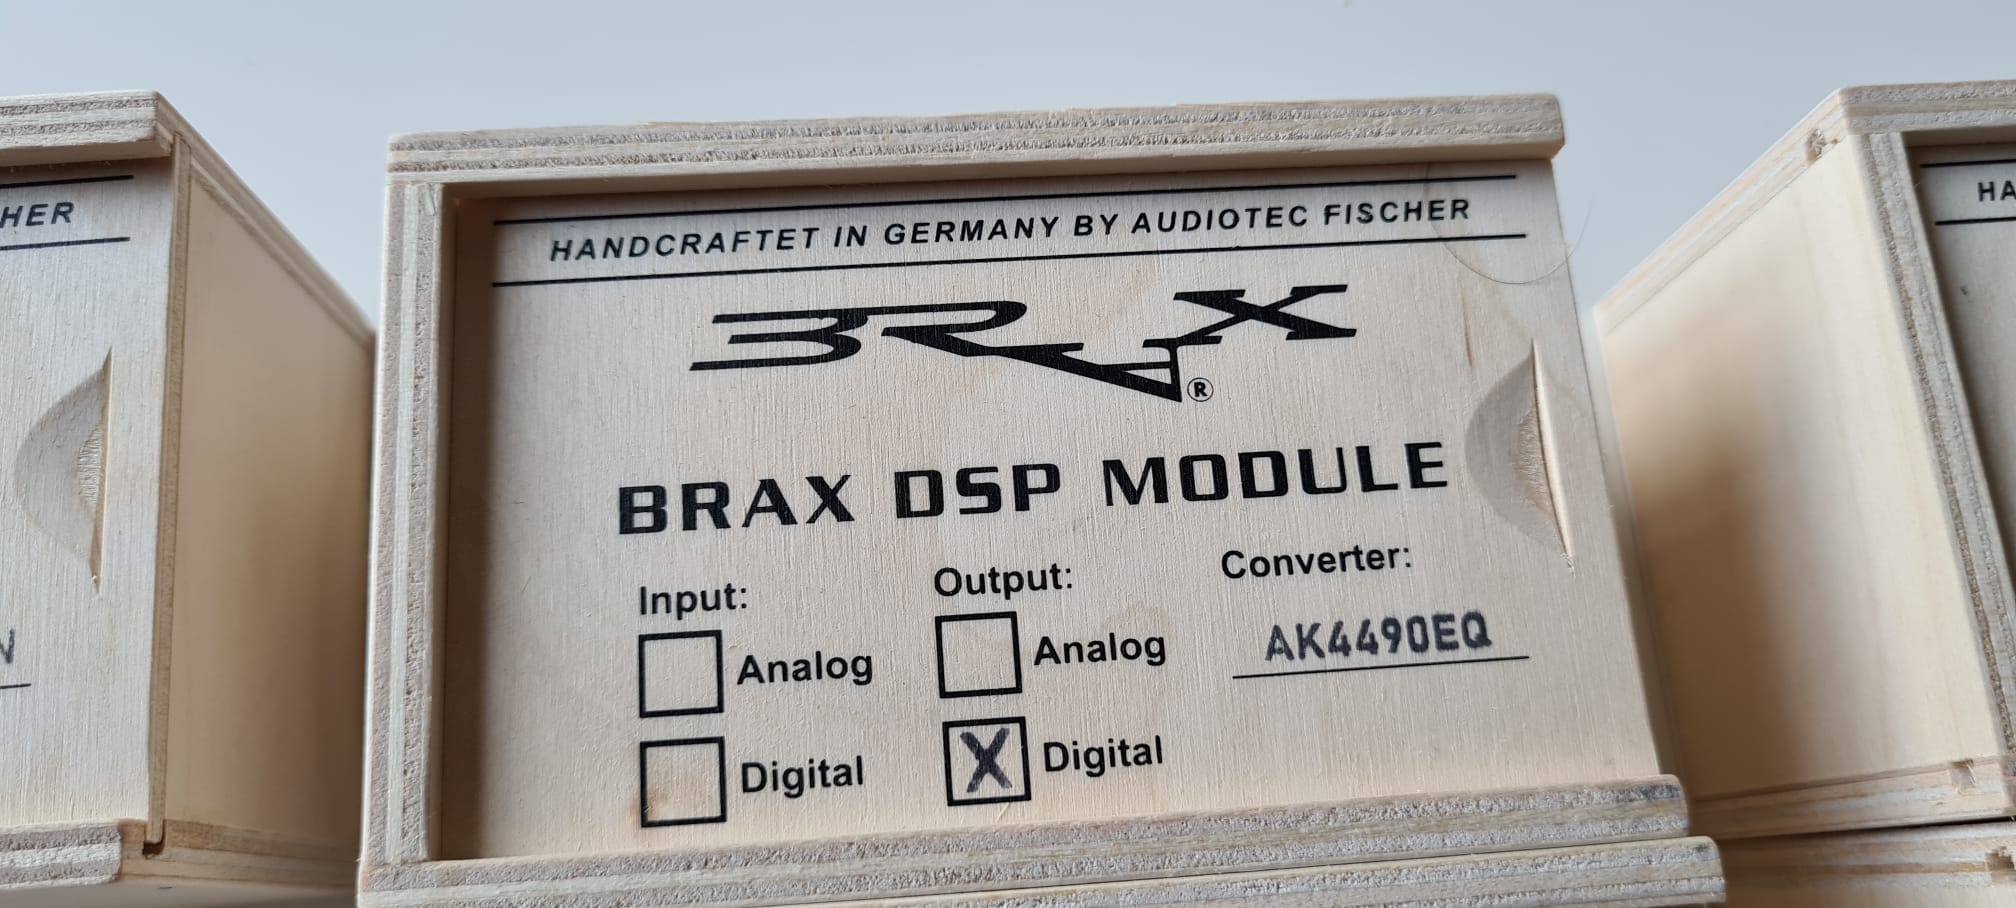 HER
N
HANDCRAFTET IN GERMANY BY AUDIOTEC FISCHER
BRAX®
BRAX DSP MODULE
Input: Output: Converter:
Analog Analog AK4490EQ
Digital X Digital
HA